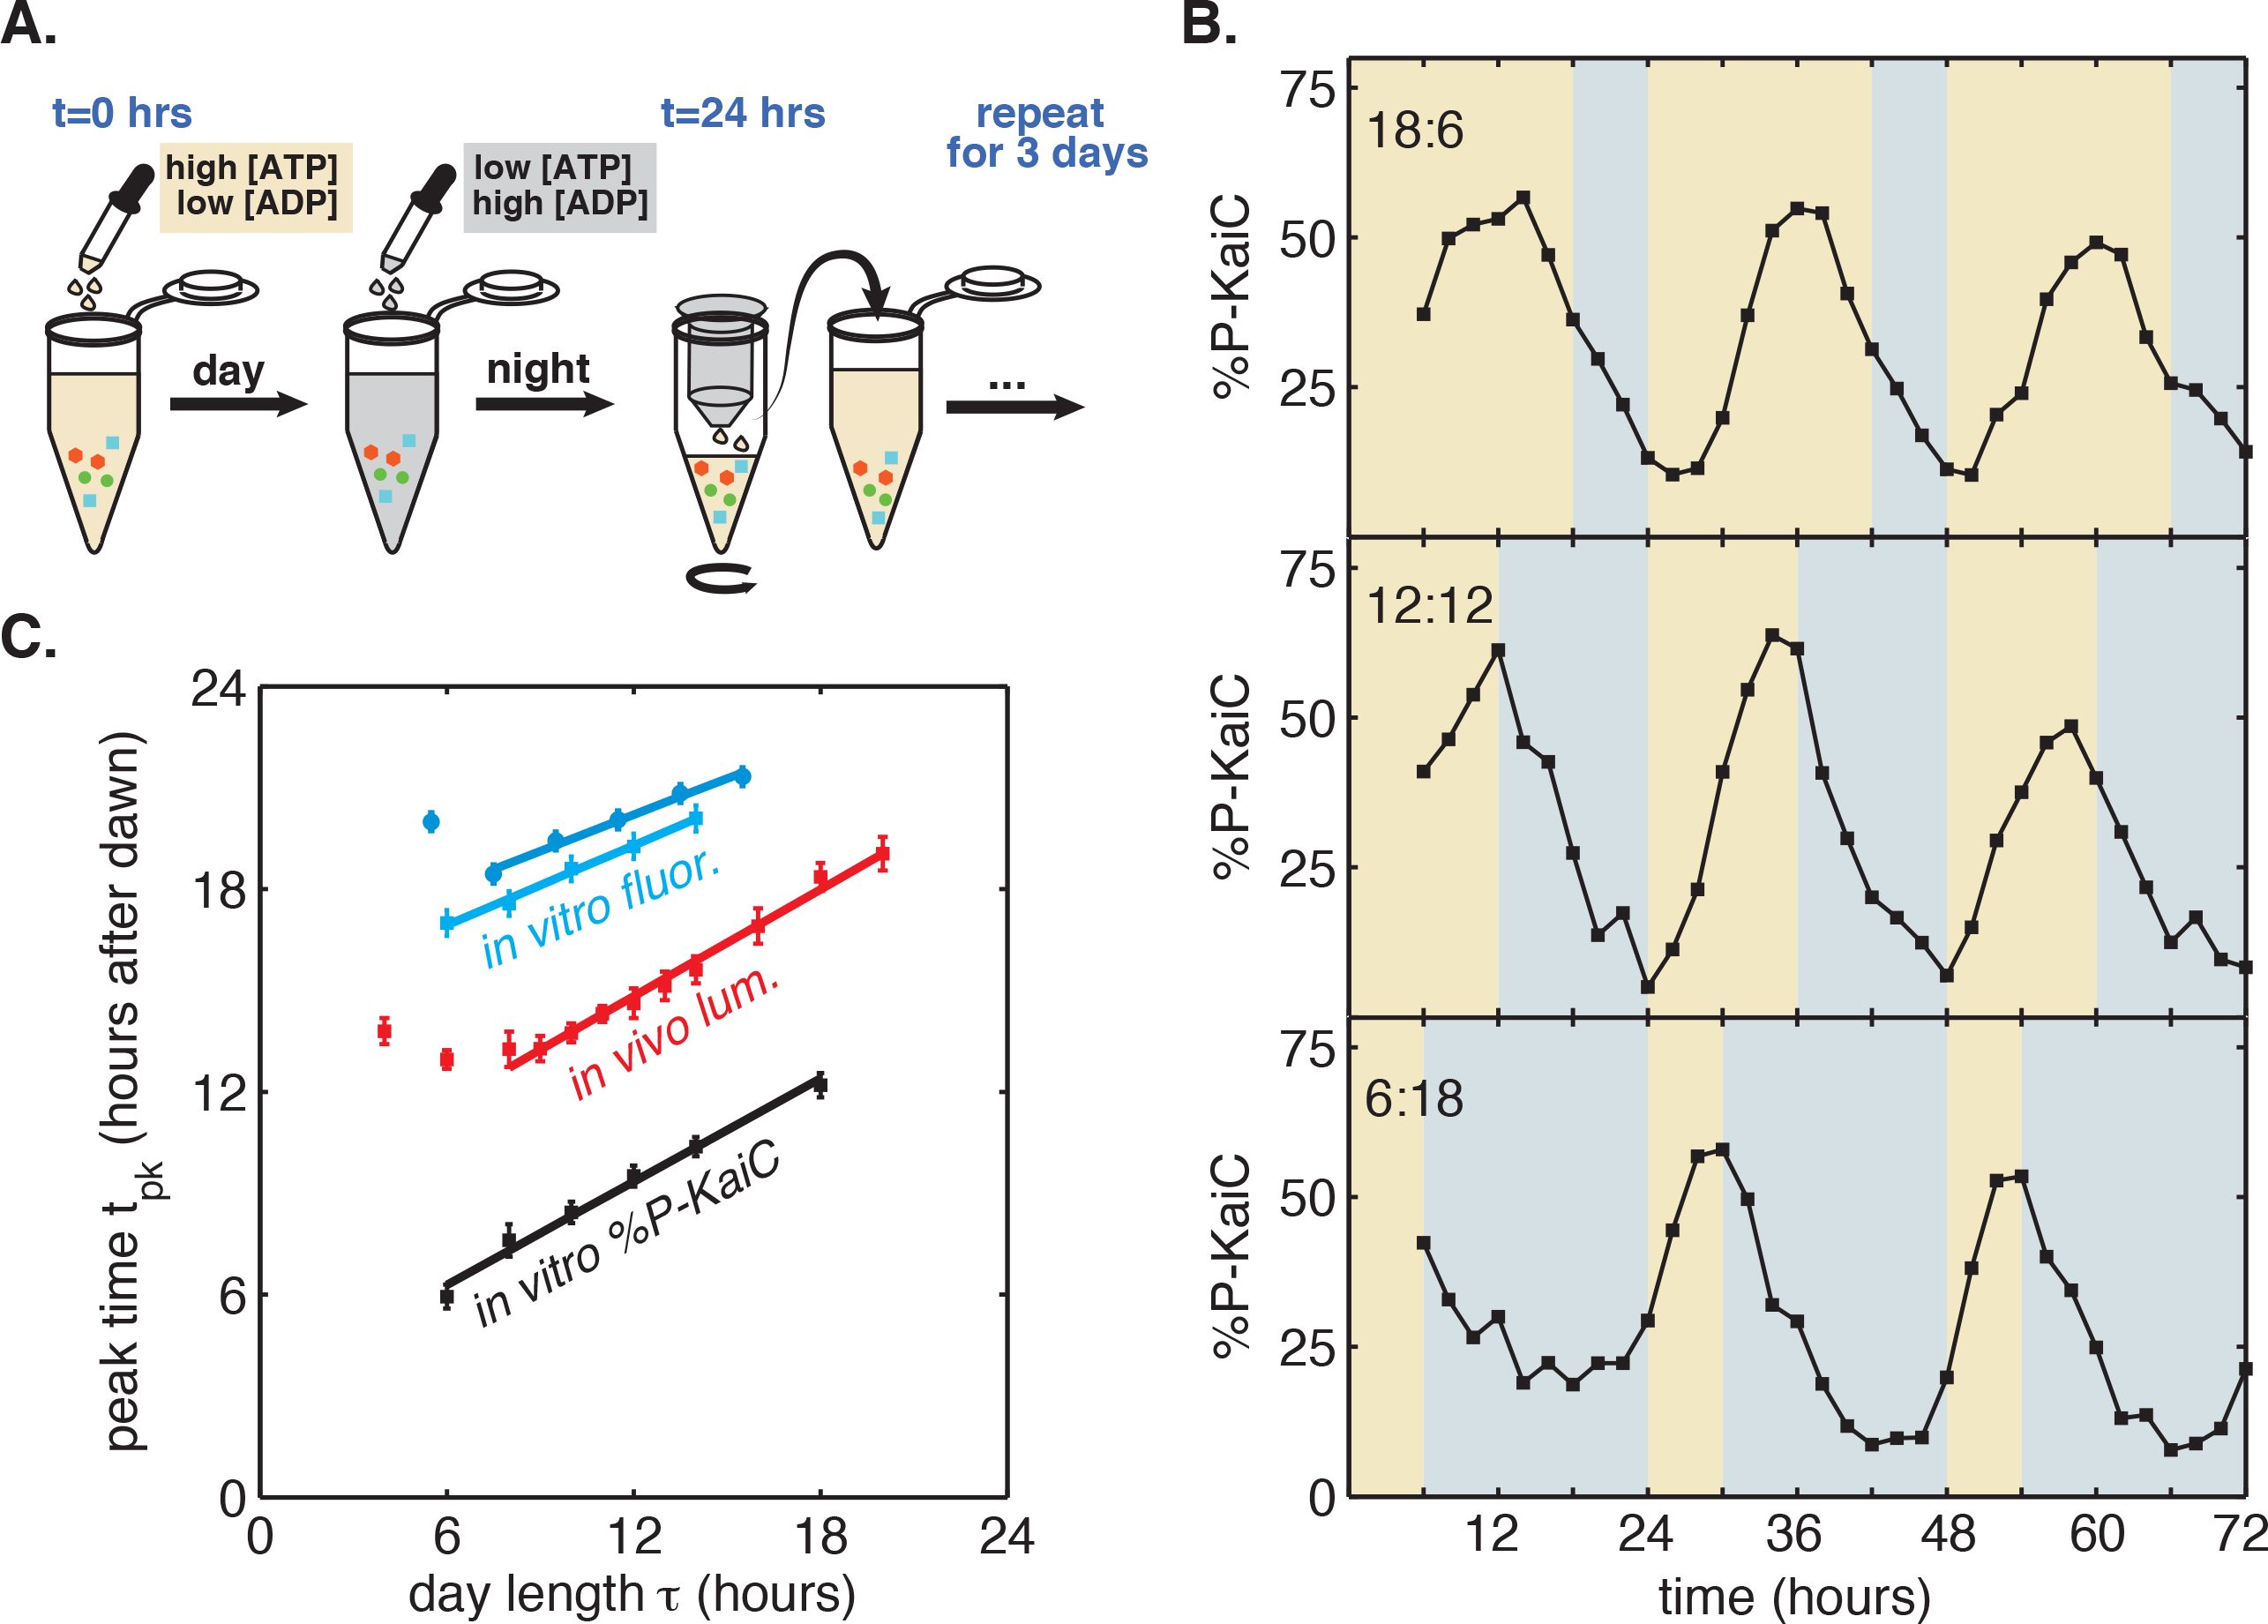 A.
t=0 hrs
high [ATP]
low [ADP]
low [ATP]
high [ADP]
t=24 hrs
repeat
for 3 days
day
night
...
B.
75
50
25
%P-KaiC
18:6
75
50
25
%P-KaiC
12:12
75
50
25
0
%P-KaiC
6:18
12
24
36
48
60
72
time (hours)
C.
24
18
12
6
0
peak time tpk (hours after dawn)
in vitro fluor.
in vivo lum.
in vitro %P-KaiC
0
6
12
18
24
day length τ (hours)